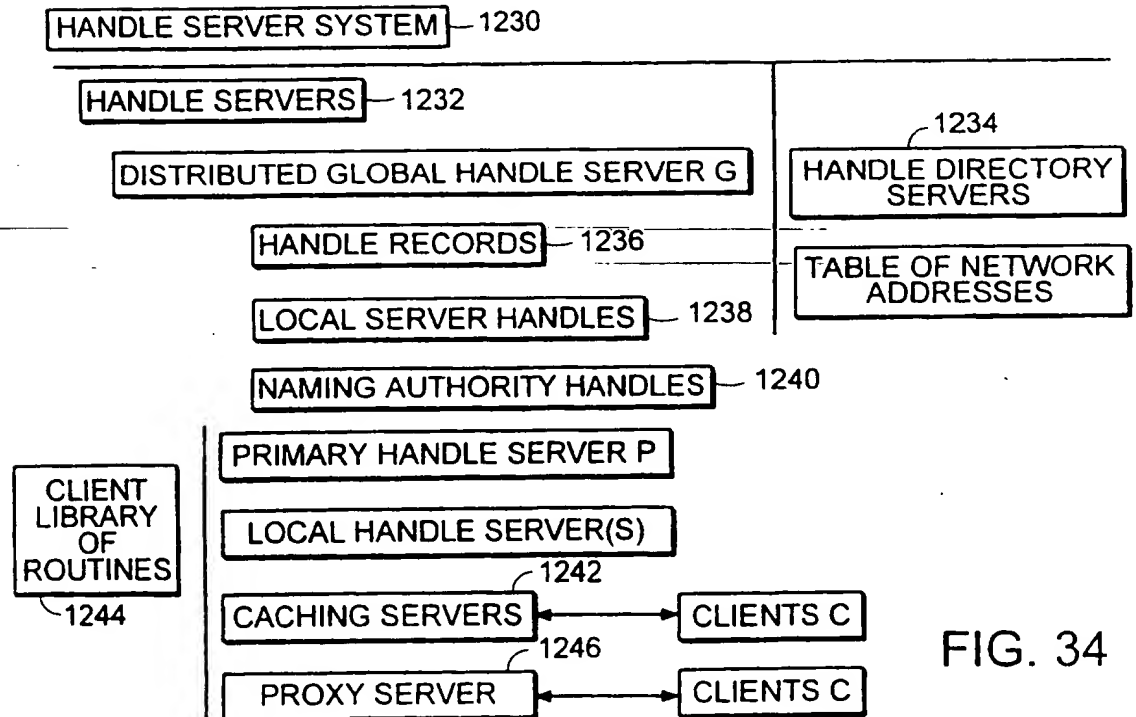 HANDLE SERVER SYSTEM 1230
HANDLE SERVERS 1232
1234
DISTRIBUTED GLOBAL HANDLE SERVER G
HANDLE DIRECTORY
SERVERS
HANDLE RECORDS 1236
TABLE OF NETWORK
ADDRESSES
LOCAL SERVER HANDLES 1238
NAMING AUTHORITY HANDLES 1240
PRIMARY HANDLE SERVER P
CLIENT
LIBRARY
OF
ROUTINES
1244
LOCAL HANDLE SERVER(S)
1242
CACHING SERVERS
CLIENTS C
1246
PROXY SERVER
CLIENTS C
FIG. 34